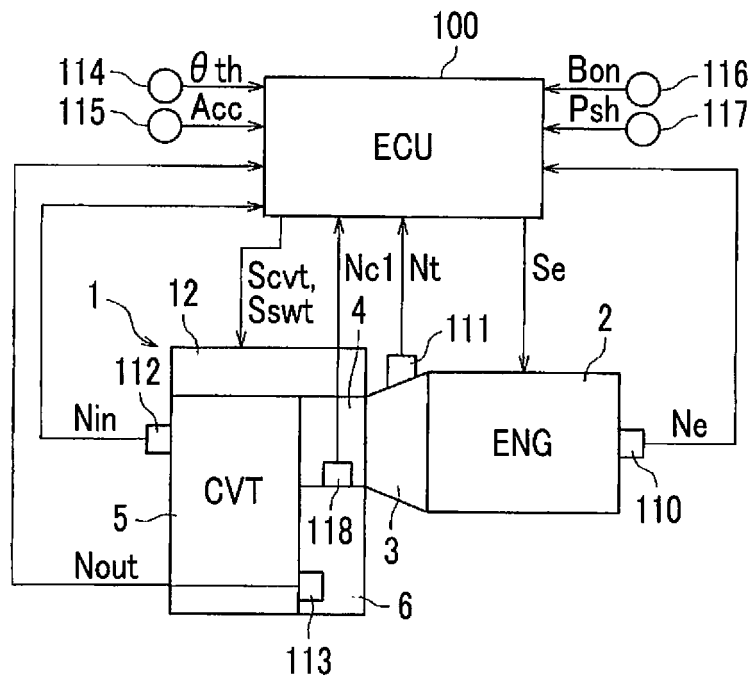 100
114
θth
Bon
116
115
Acc
Psh
117
ECU
Scvt,
Sswt
Nc1
Nt
Se
1
12
4
111
2
112
Nin
ENG
Ne
CVT
5
118
3
110
Nout
6
113